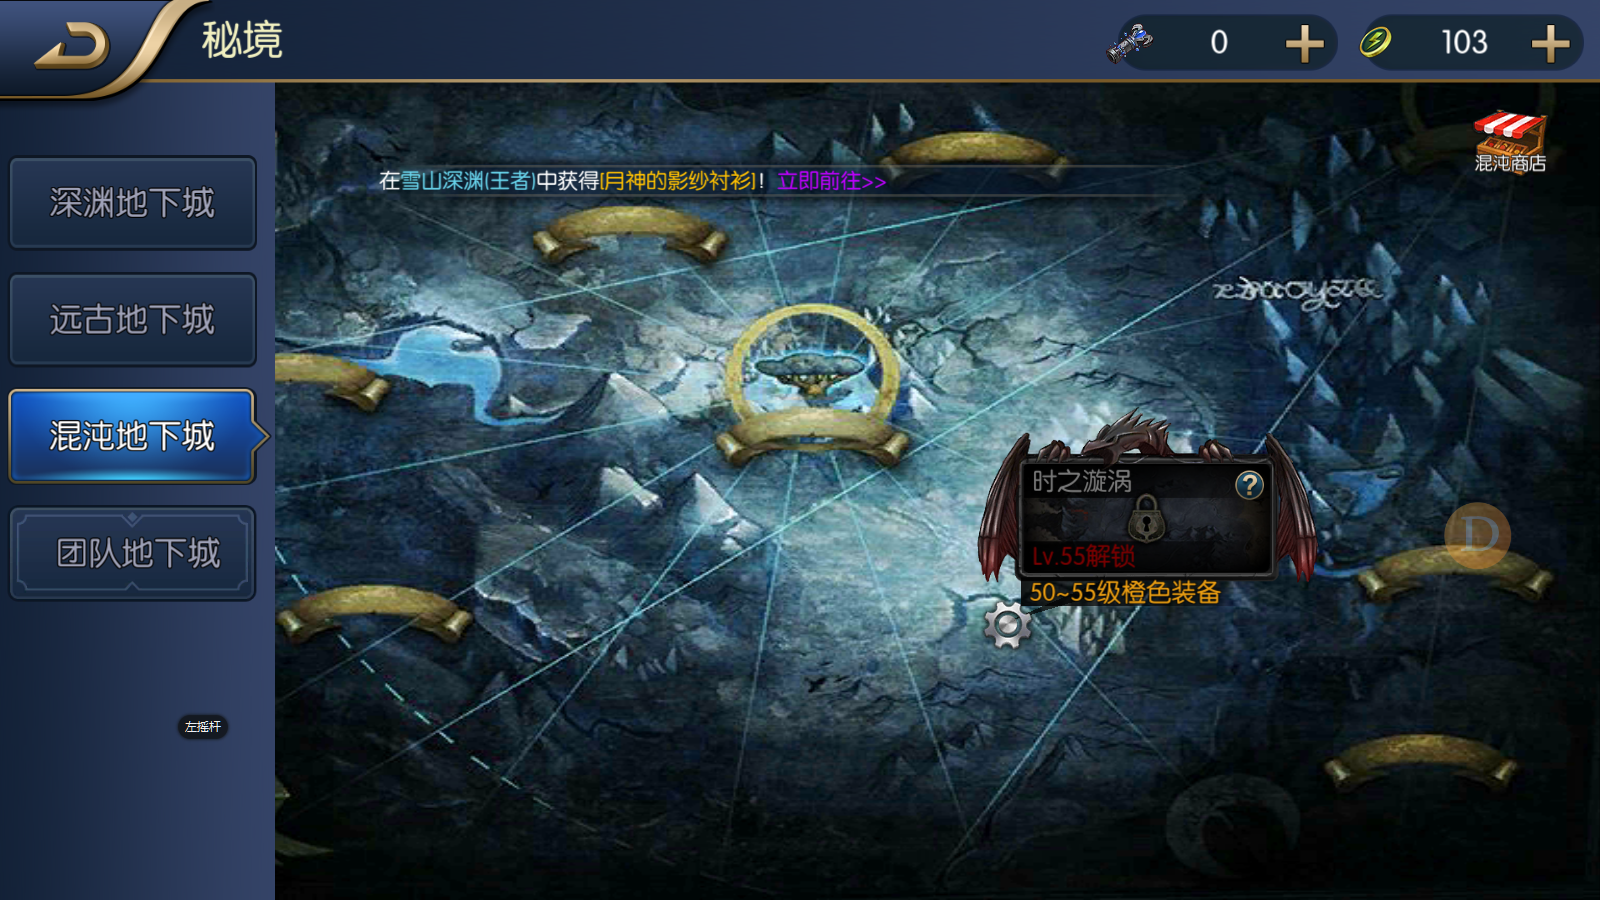 秘境
0
103
深渊地下城
远古地下城
混沌地下城
团队地下城
左摇杆
混沌商店
在雪山深渊(王者)中获得[月神的影纱衬衫]! 立即前往>>
时之漩涡
?
Lv.55解锁
50~55级橙色装备
D